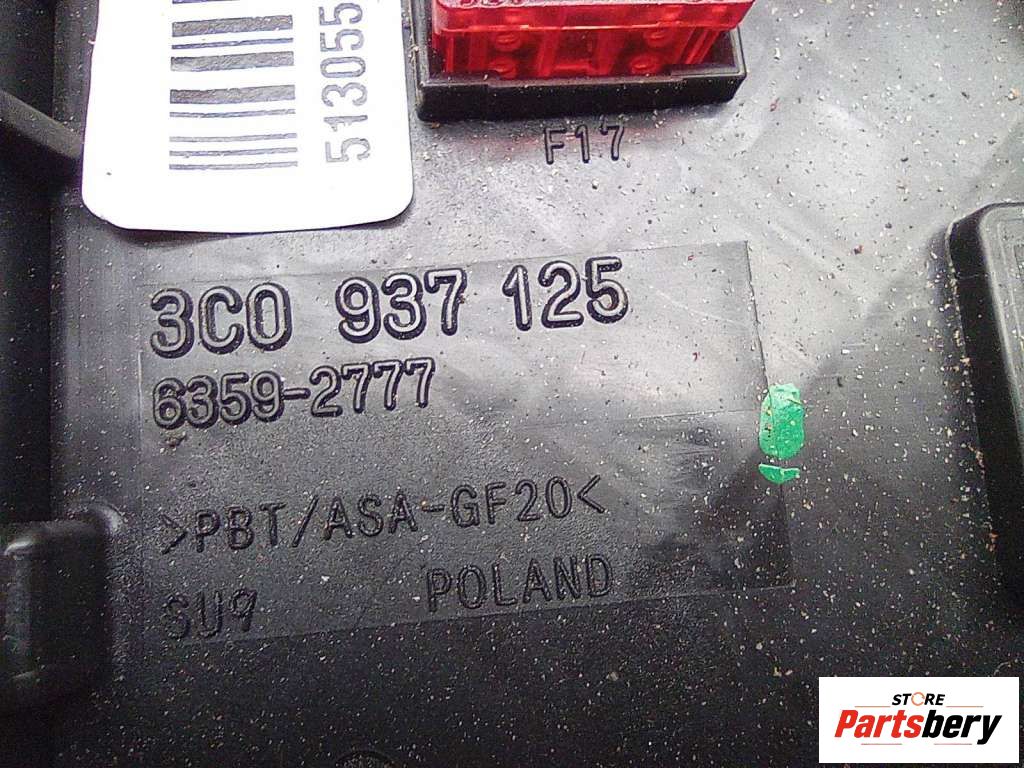 513055
F17
3C0 937 125
6359-2777
>PBT/ASA-GF20<
SU9 POLAND
STORE
Partsbery